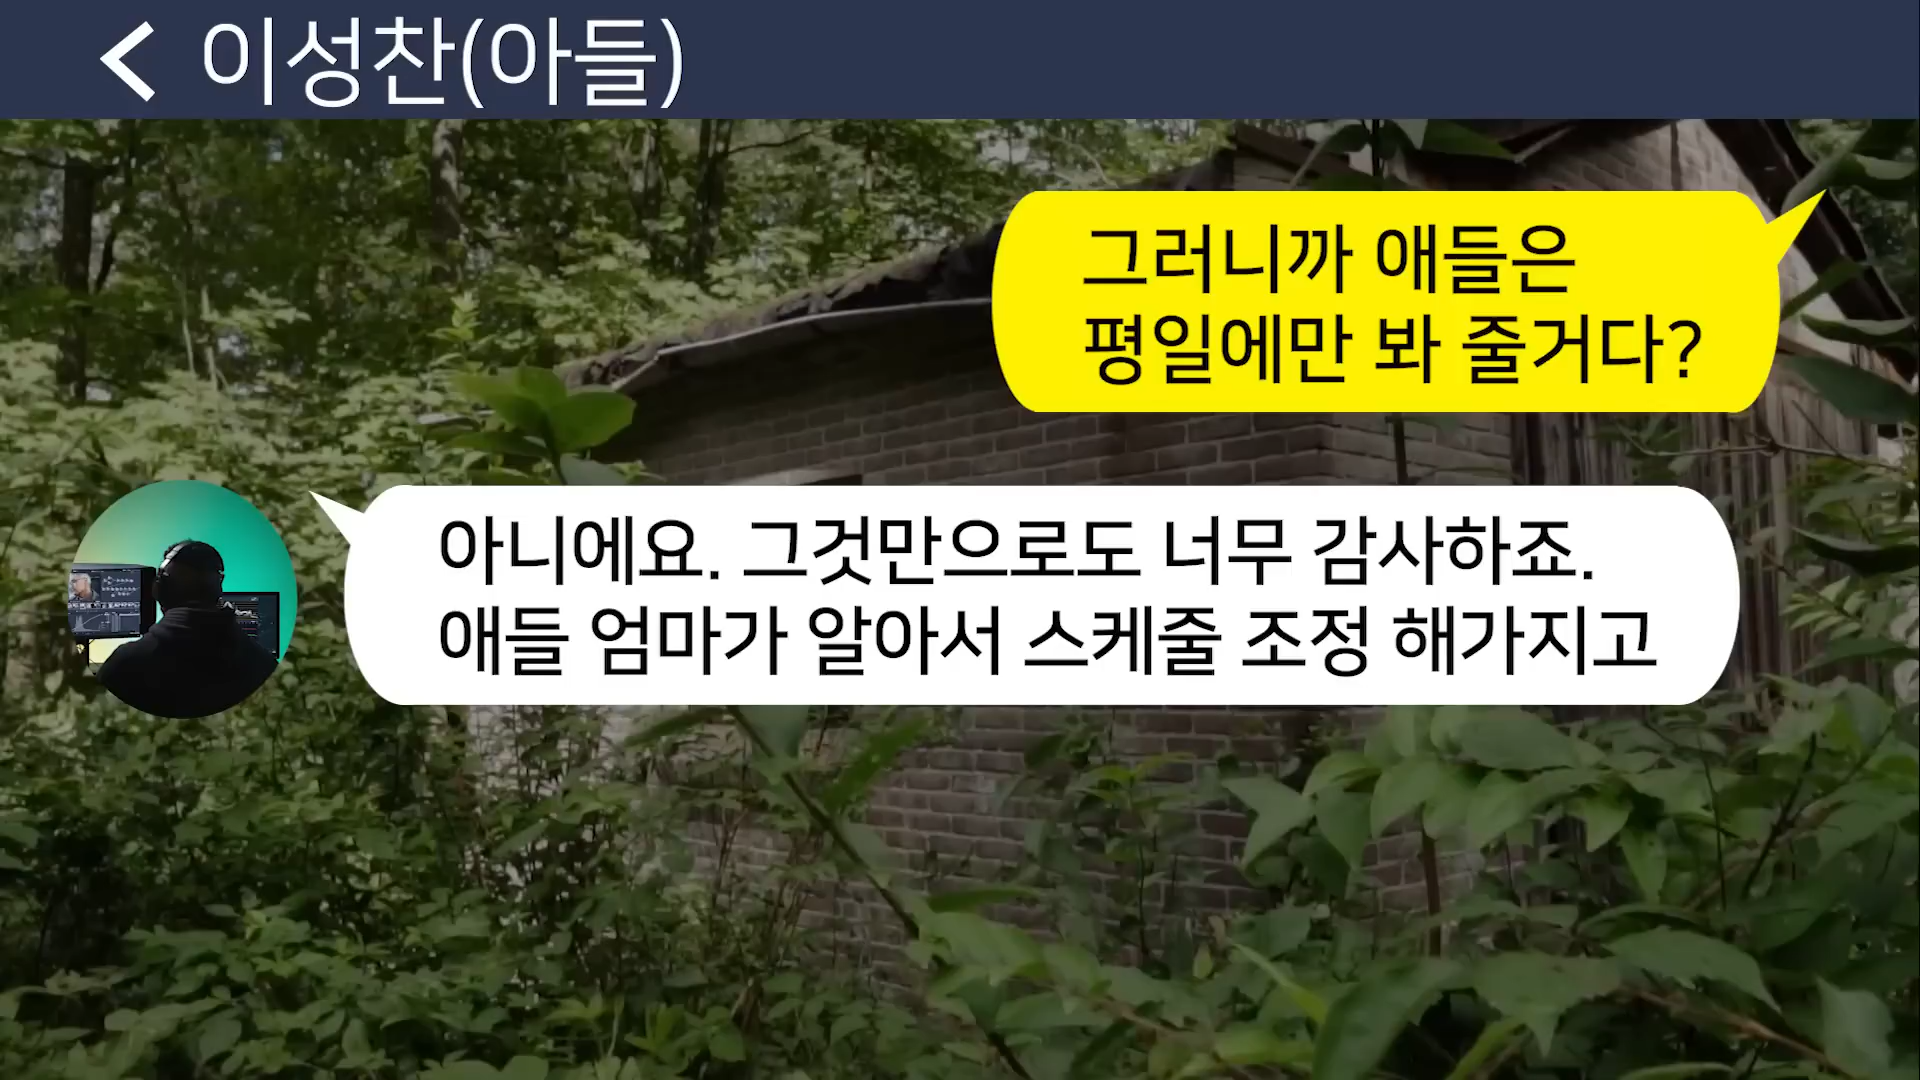 이성찬(아들)
그러니까 애들은
평일에만 봐 줄거다?
아니에요. 그것만으로도 너무 감사하죠.
애들 엄마가 알아서 스케줄 조정 해가지고